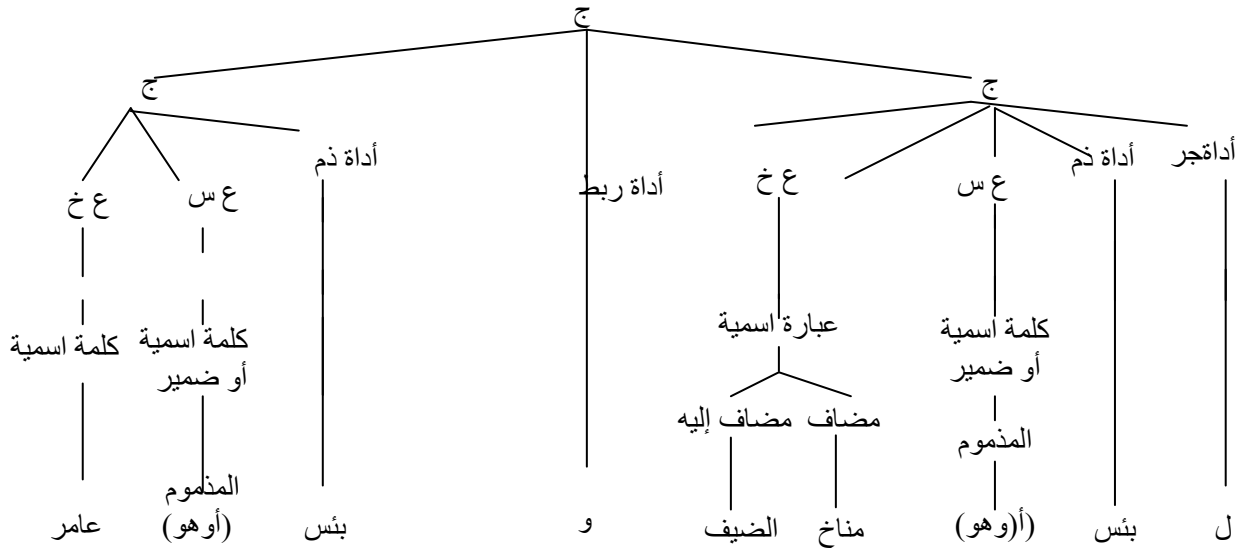 ج
ج ج
أداةجر أداة ذم ع س ع خ أداة ربط أداة ذم ع س ع خ
كلمة اسمية أو ضمير عبارة اسمية كلمة اسمية أو ضمير كلمة اسمية
المذموم مضاف مضاف إليه المذموم
ل بئس (أ(وهو مناخ الضيف و بئس (أوهو) عامر